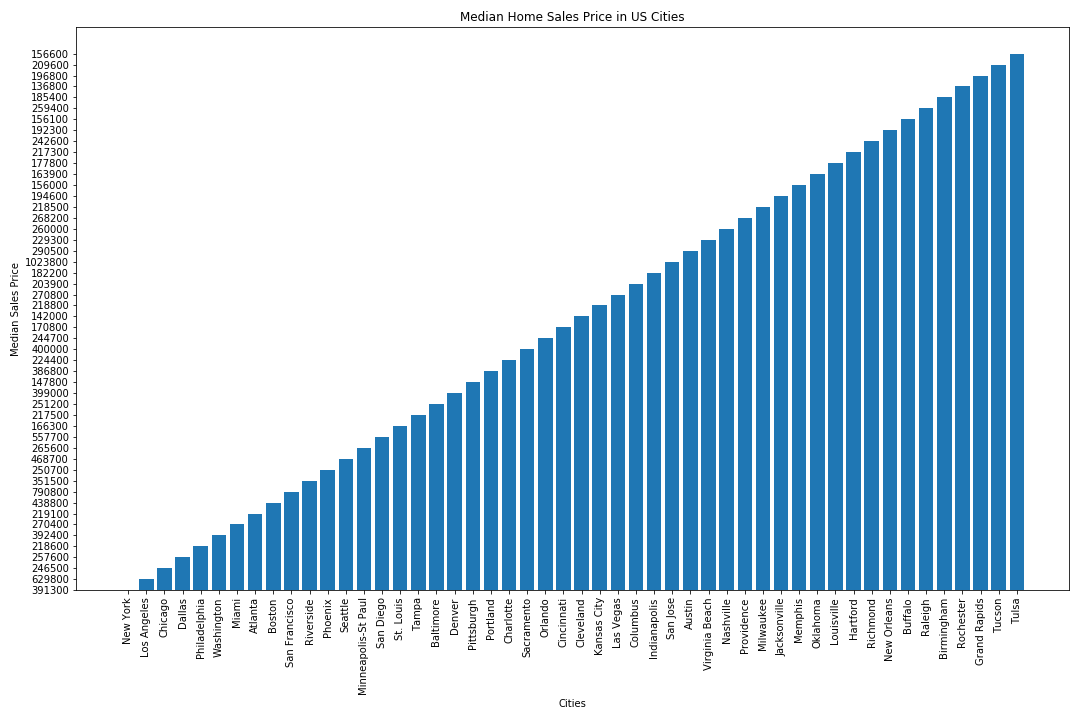 Median Home Sales Price in US Cities
Median Sales Price
156600
209600
196800
136800
185400
259400
156100
192300
242600
217300
177800
163900
156000
194600
218500
268200
260000
229300
290500
1023800
182200
203900
270800
218800
142000
170800
244700
400000
224400
386800
147800
399000
251200
217500
166300
557700
265600
468700
250700
351500
790800
438800
219100
270400
392400
218600
257600
246500
629800
391300
New York
Los Angeles
Chicago
Dallas
Philadelphia
Washington
Miami
Atlanta
Boston
San Francisco
Riverside
Phoenix
Seattle
Minneapolis-St Paul
San Diego
St. Louis
Tampa
Baltimore
Denver
Pittsburgh
Portland
Charlotte
Sacramento
Orlando
Cincinnati
Cleveland
Kansas City
Las Vegas
Columbus
Indianapolis
San Jose
Austin
Virginia Beach
Nashville
Providence
Milwaukee
Jacksonville
Memphis
Oklahoma
Louisville
Hartford
Richmond
New Orleans
Buffalo
Raleigh
Birmingham
Rochester
Grand Rapids
Tucson
Tulsa
Cities